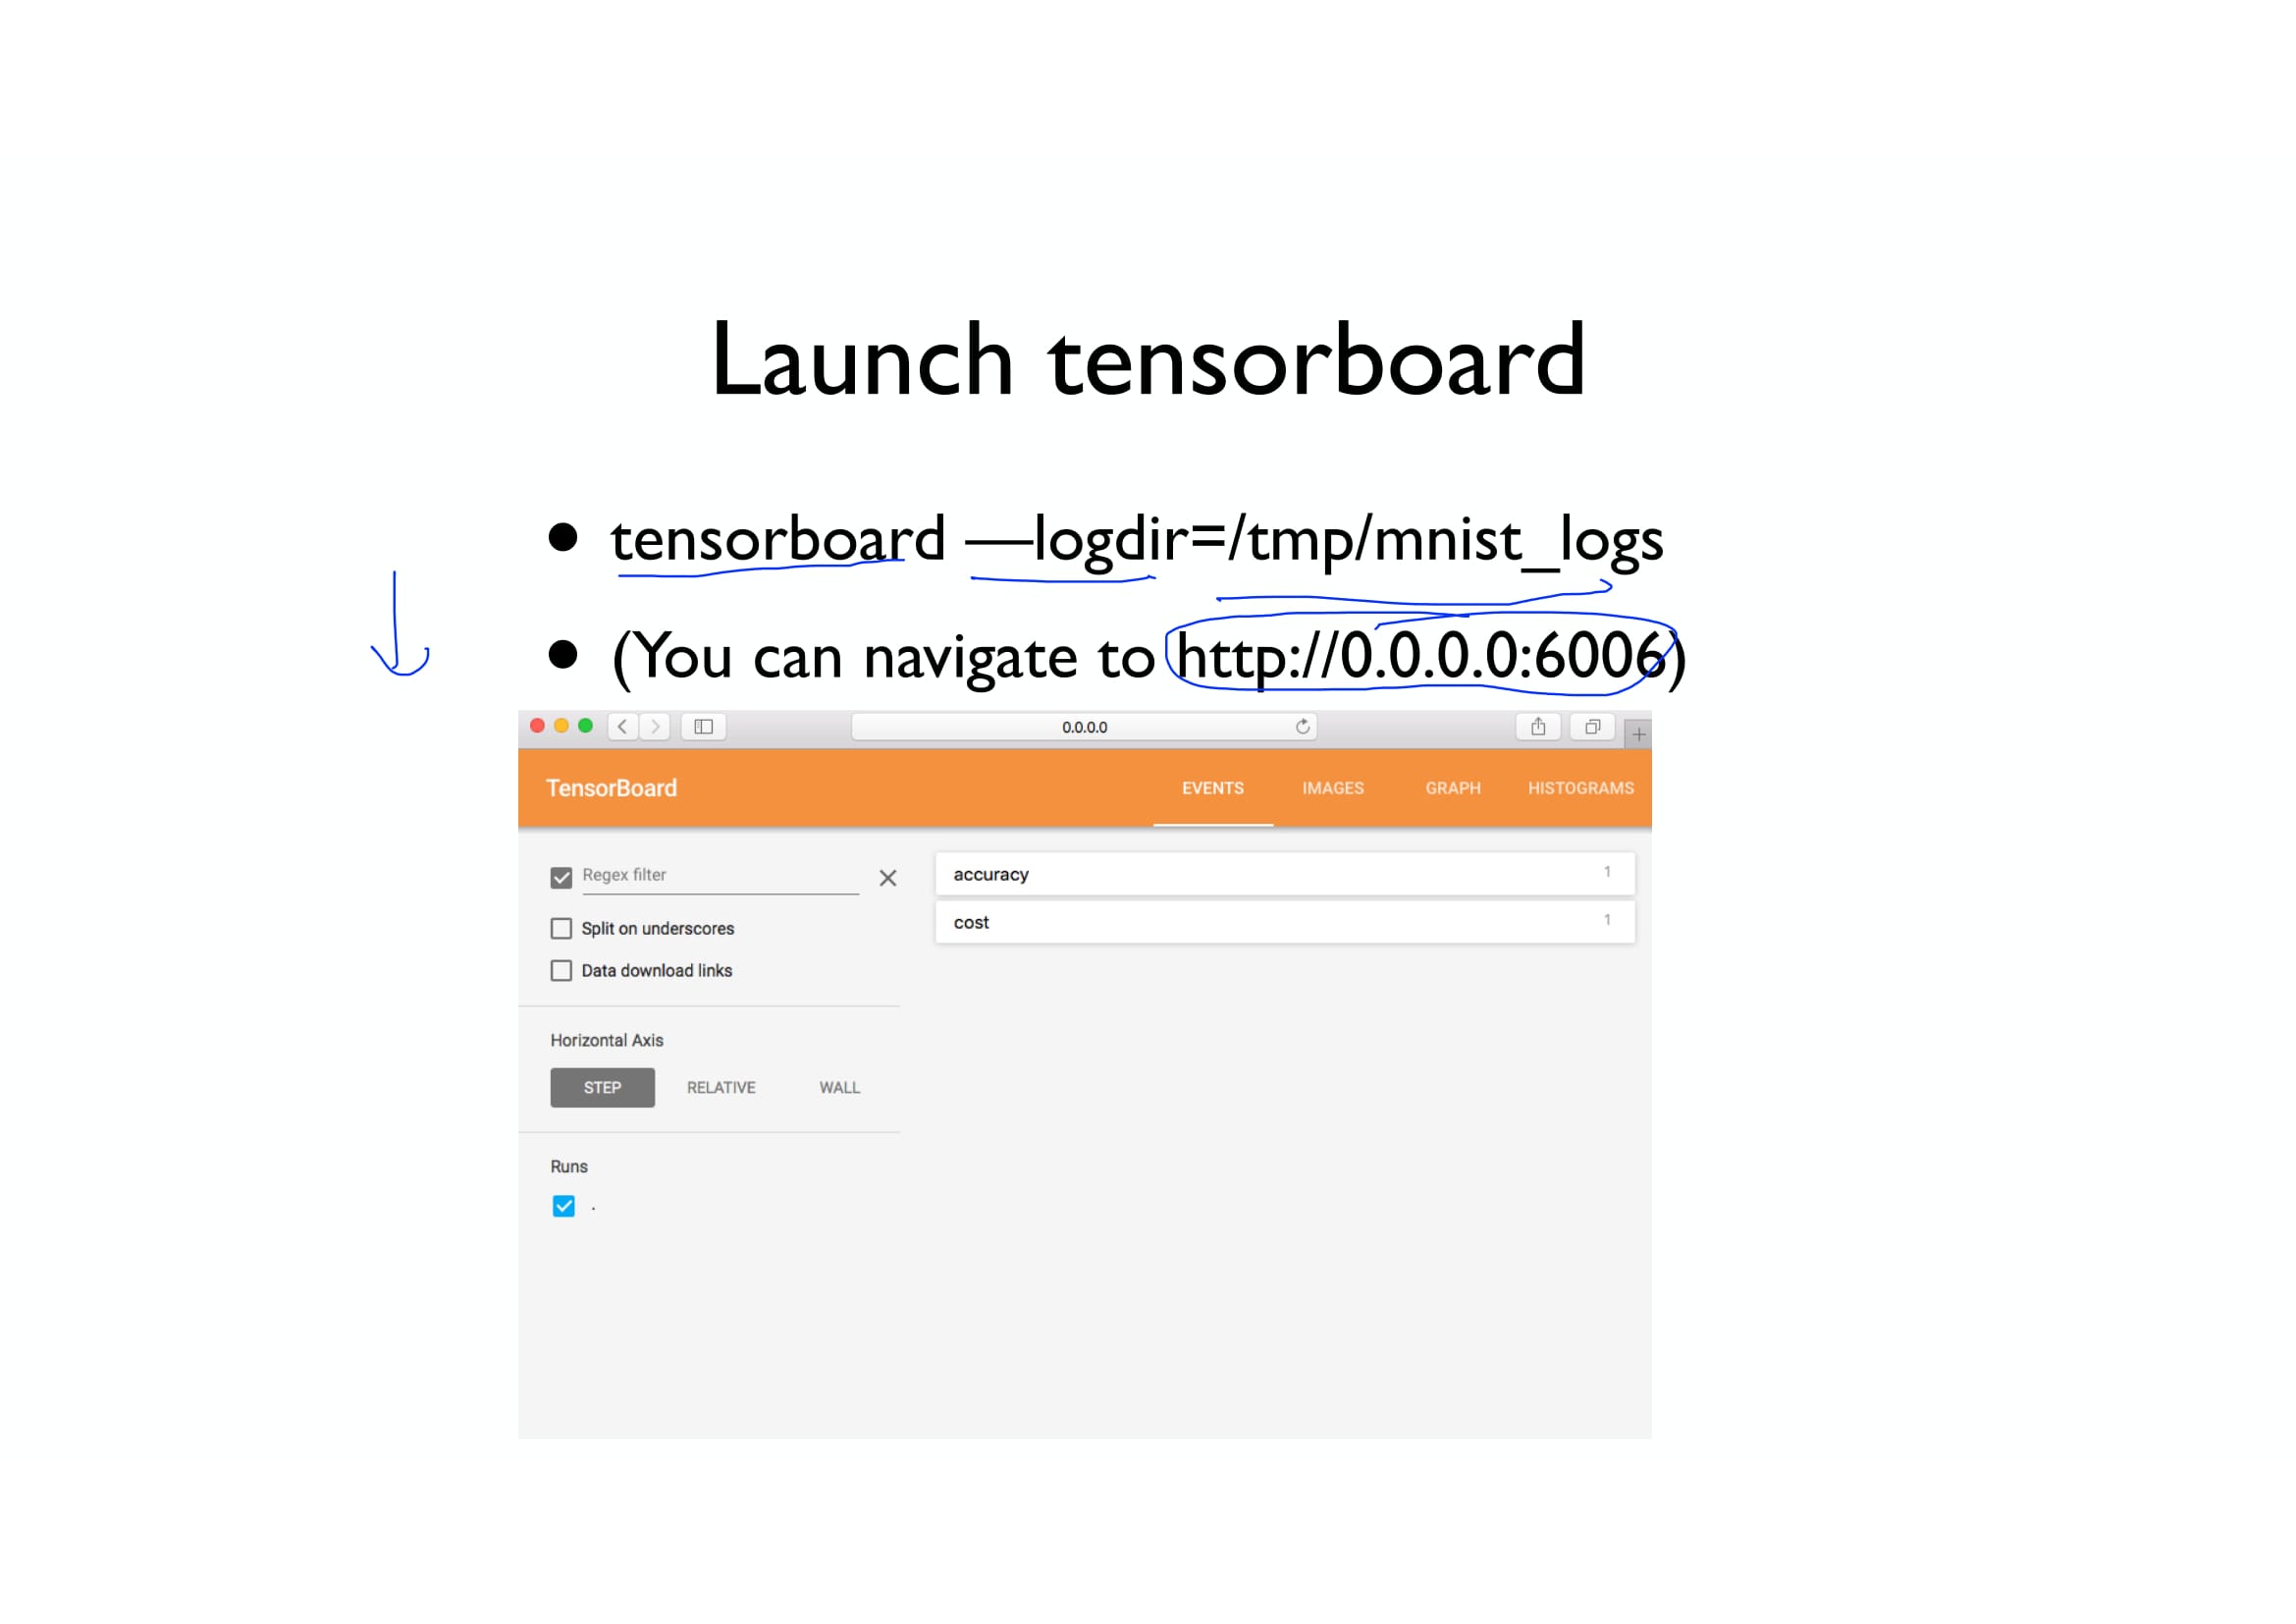 Launch tensorboard
• tensorboard —logdir=/tmp/mnist_logs
• (You can navigate to http://0.0.0.0:6006)
0.0.0.0
TensorBoard EVENTS IMAGES GRAPH HISTOGRAMS
Regex filter
Split on underscores
Data download links
Horizontal Axis
STEP RELATIVE WALL
Runs
.
accuracy 1
cost 1